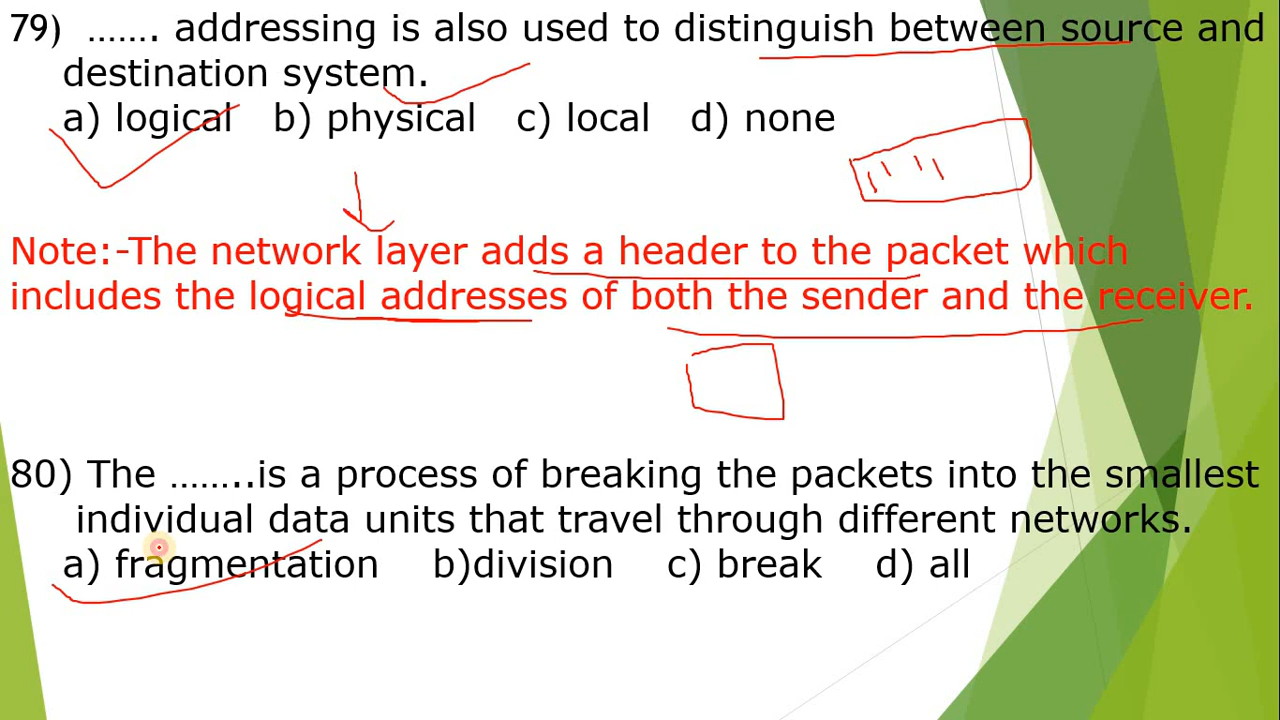 79) ……. addressing is also used to distinguish between source and
destination system.
a) logical b) physical c) local d) none
Note:-The network layer adds a header to the packet which
includes the logical addresses of both the sender and the receiver.
80) The ……..is a process of breaking the packets into the smallest
individual data units that travel through different networks.
a) fragmentation b)division c) break d) all